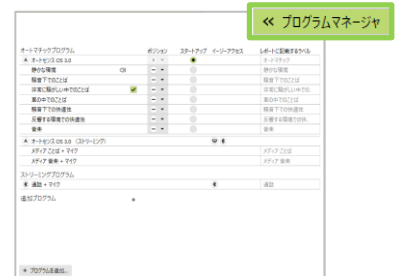 « プログラムマネージャ
オートマチックプログラム ポジション スタートアップ イージーアクセス レポートに記載するラベル
A オートセンス OS 3.0 オートマチック
静かな環境 静かな環境
騒音下でのことば 騒音下でのことば
非常に騒がしい中でのことば 非常に騒がしい中での
車の中でのことば 車の中でのことば
騒音下での快適性 騒音下での快適性
反響する環境での快適性 反響する環境での快
音楽 音楽
A オートセンス OS 3.0 (ストリーミング)
メディア ことば + マイク メディア ことば
メディア 音楽 + マイク メディア 音楽
ストリーミングプログラム
通話 + マイク 通話
追加プログラム
+ プログラムを追加...